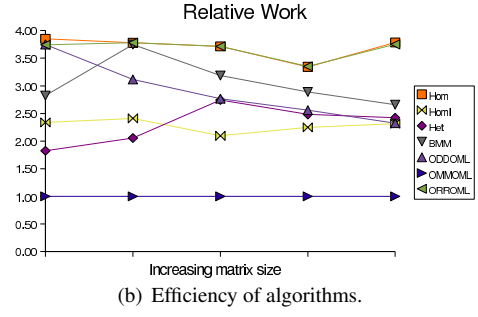 Relative Work
4.00
3.50
3.00
2.50
2.00
1.50
1.00
0.50
0.00
Hom
HomI
Het
BMM
ODDOML
OMMOML
ORROML
Increasing matrix size
(b) Efficiency of algorithms.